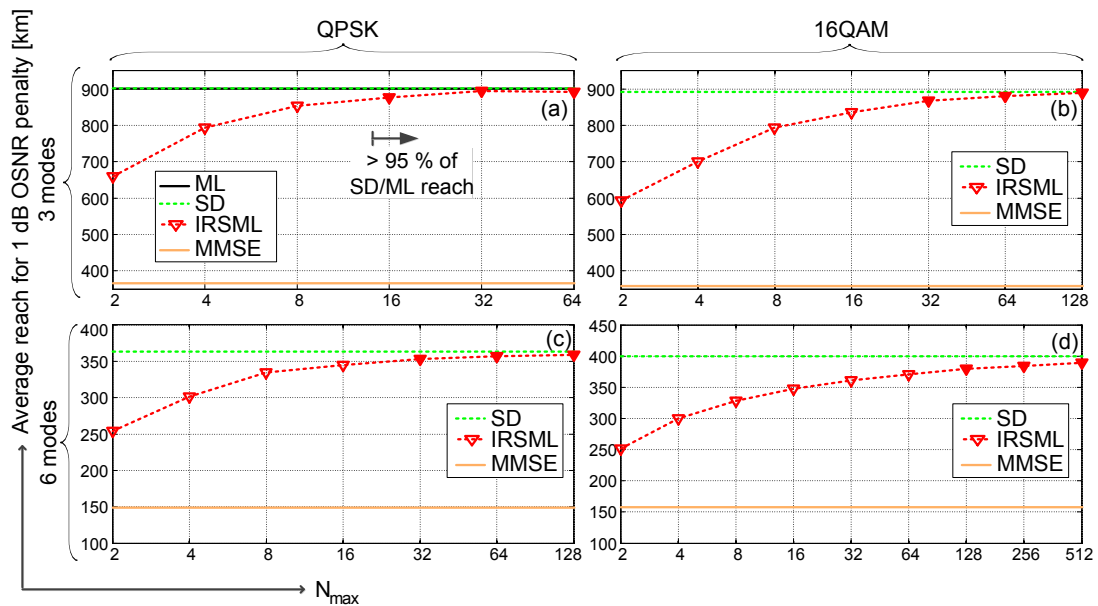 QPSK
16QAM
Average reach for 1 dB OSNR penalty [km]
3 modes
900
800
700
600
500
400
2
4
8
16
32
64
(a)
> 95 % of
SD/ML reach
ML
SD
IRSML
MMSE
900
800
700
600
500
400
2
4
8
16
32
64
128
(b)
SD
IRSML
MMSE
6 modes
400
350
300
250
200
150
100
2
4
8
16
32
64
128
(c)
SD
IRSML
MMSE
450
400
350
300
250
200
150
100
2
4
8
16
32
64
128
256
512
(d)
SD
IRSML
MMSE
Nmax